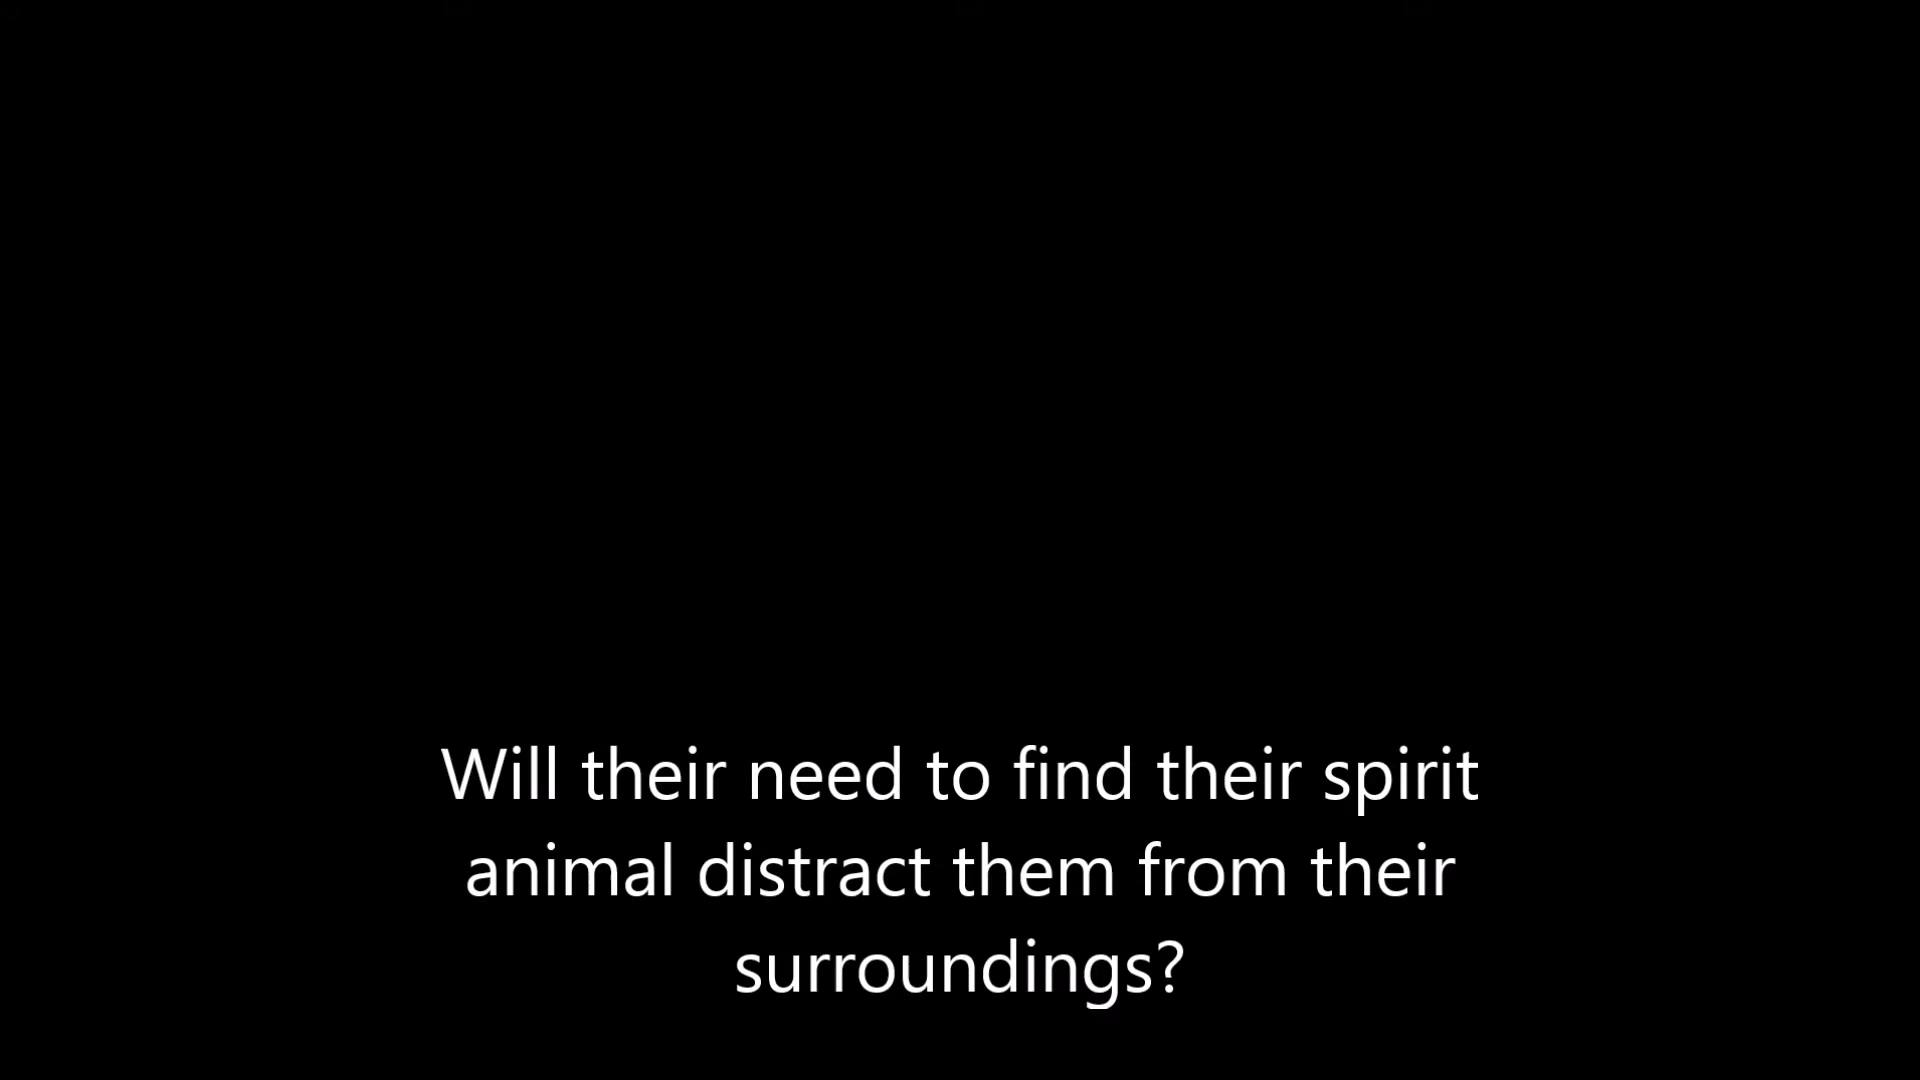 Will their need to find their spirit
animal distract them from their
surroundings?